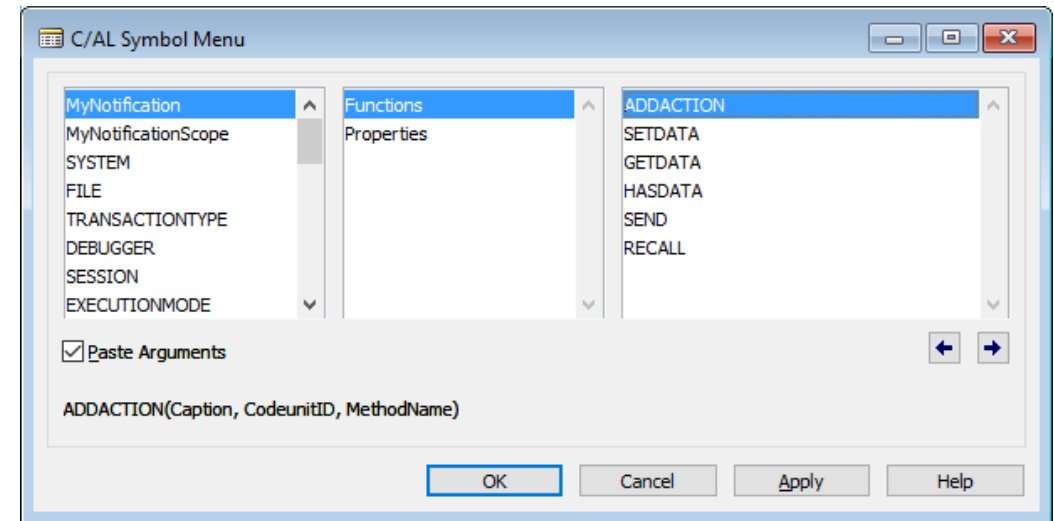 C/AL Symbol Menu
MyNotification
MyNotificationScope
SYSTEM
FILE
TRANSACTIONTYPE
DEBUGGER
SESSION
EXECUTIONMODE
Functions
Properties
ADDACTION
SETDATA
GETDATA
HASDATA
SEND
RECALL
Paste Arguments
ADDACTION(Caption, CodeunitID, MethodName)
OK
Cancel
Apply
Help